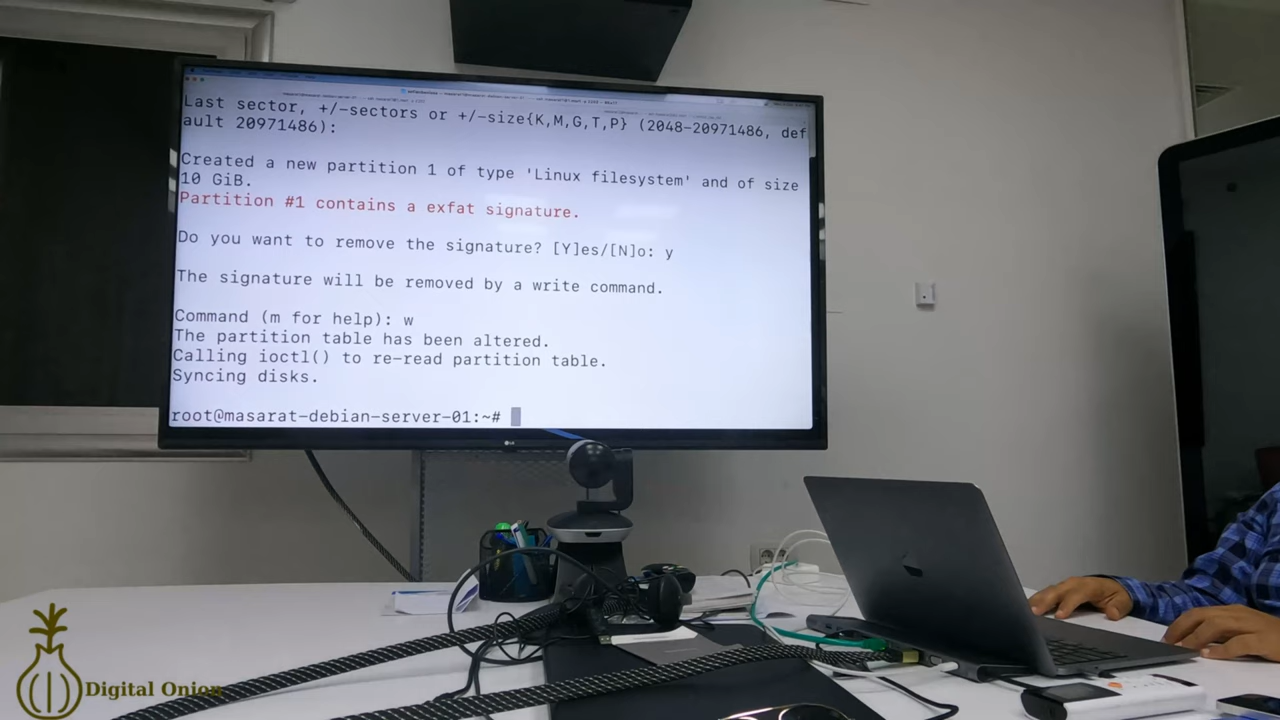 Last sector, +/-sectors or +/-size{K,M,G,T,P} (2048-20971486, def
ault 20971486):
Created a new partition 1 of type 'Linux filesystem' and of size
10 GiB.
Partition #1 contains a exfat signature.
Do you want to remove the signature? [Y]es/[N]o: y
The signature will be removed by a write command.
Command (m for help): w
The partition table has been altered.
Calling ioctl() to re-read partition table.
Syncing disks.
root@masarat-debian-server-01:~#
LG
Digital Onion